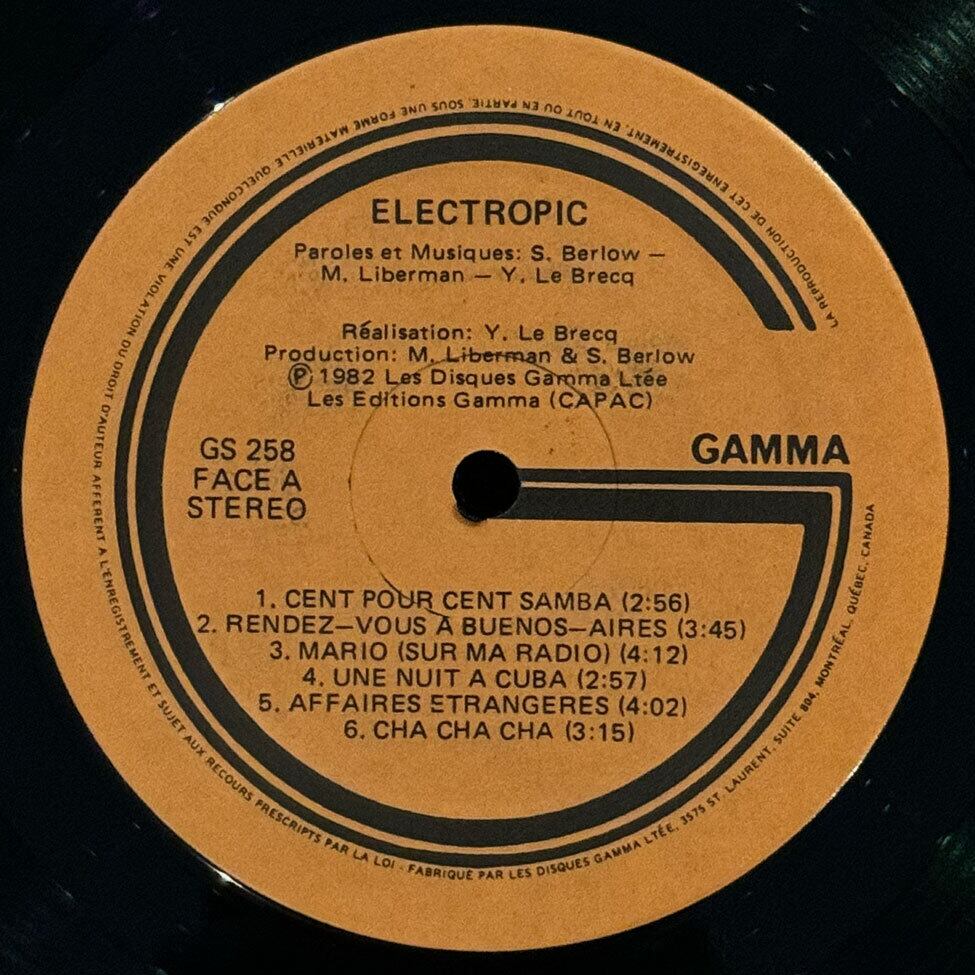 ELECTROPIC
Paroles et Musiques: S. Berlow —
M. Liberman — Y. Le Brecq
Réalisation: Y. Le Brecq
Production: M. Liberman & S. Berlow
Ⓟ 1982 Les Disques Gamma Ltée
Les Editions Gamma (CAPAC)
GS 258
FACE A
STEREO
GAMMA
1. CENT POUR CENT SAMBA (2:56)
2. RENDEZ—VOUS A BUENOS—AIRES (3:45)
3. MARIO (SUR MA RADIO) (4:12)
4. UNE NUIT A CUBA (2:57)
5. AFFAIRES ETRANGERES (4:02)
6. CHA CHA CHA (3:15)
LA REPRODUCTION DE CET ENREGISTREMENT, EN TOUT OU EN PARTIE, SOUS UNE FORME MATERIELLE QUELCONQUE EST UNE VIOLATION DU DROIT D'AUTEUR AFFERENT A L'ENREGISTREMENT ET SUJET AUX RECOURS PRESCRIPTS PAR LA LOI - FABRIQUÉ PAR LES DISQUES GAMMA LTÉE, 3575 ST. LAURENT, SUITE 804, MONTRÉAL, QUÉBEC, CANADA